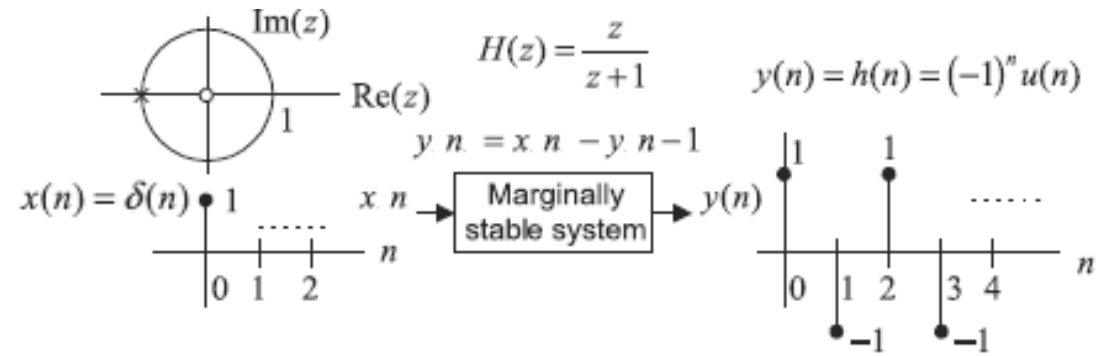 Im(z)
Re(z)
1
H(z) = z/(z+1)
y(n) = h(n) = (−1)^n u(n)
y n = x n − y n−1
x(n) = δ(n)
1
0 1 2
n
x n
Marginally
stable system
y(n)
1 1
0 1 2 3 4
n
−1 −1